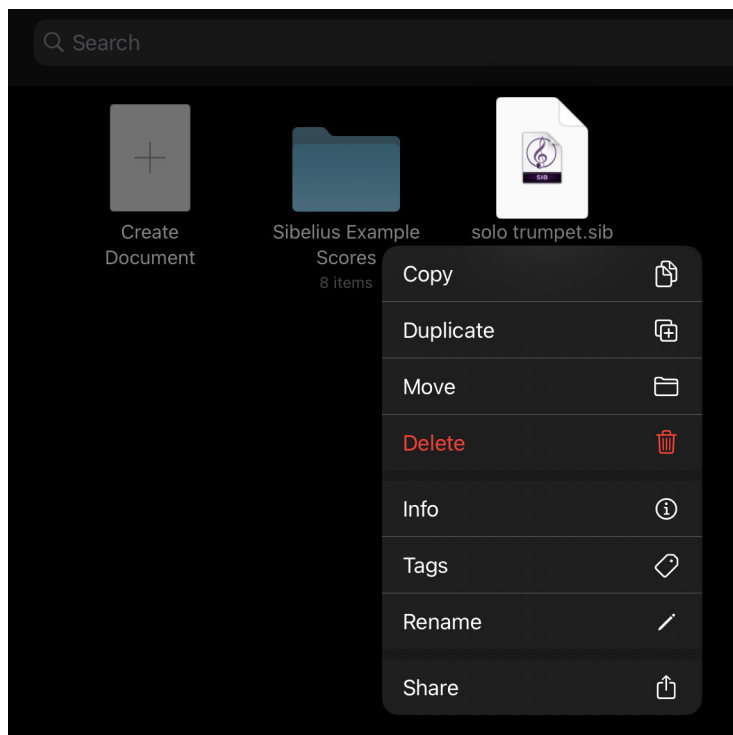 Search
Create
Document
Sibelius Example
Scores
8 items
SIB
solo trumpet.sib
Copy
Duplicate
Move
Delete
Info
Tags
Rename
Share